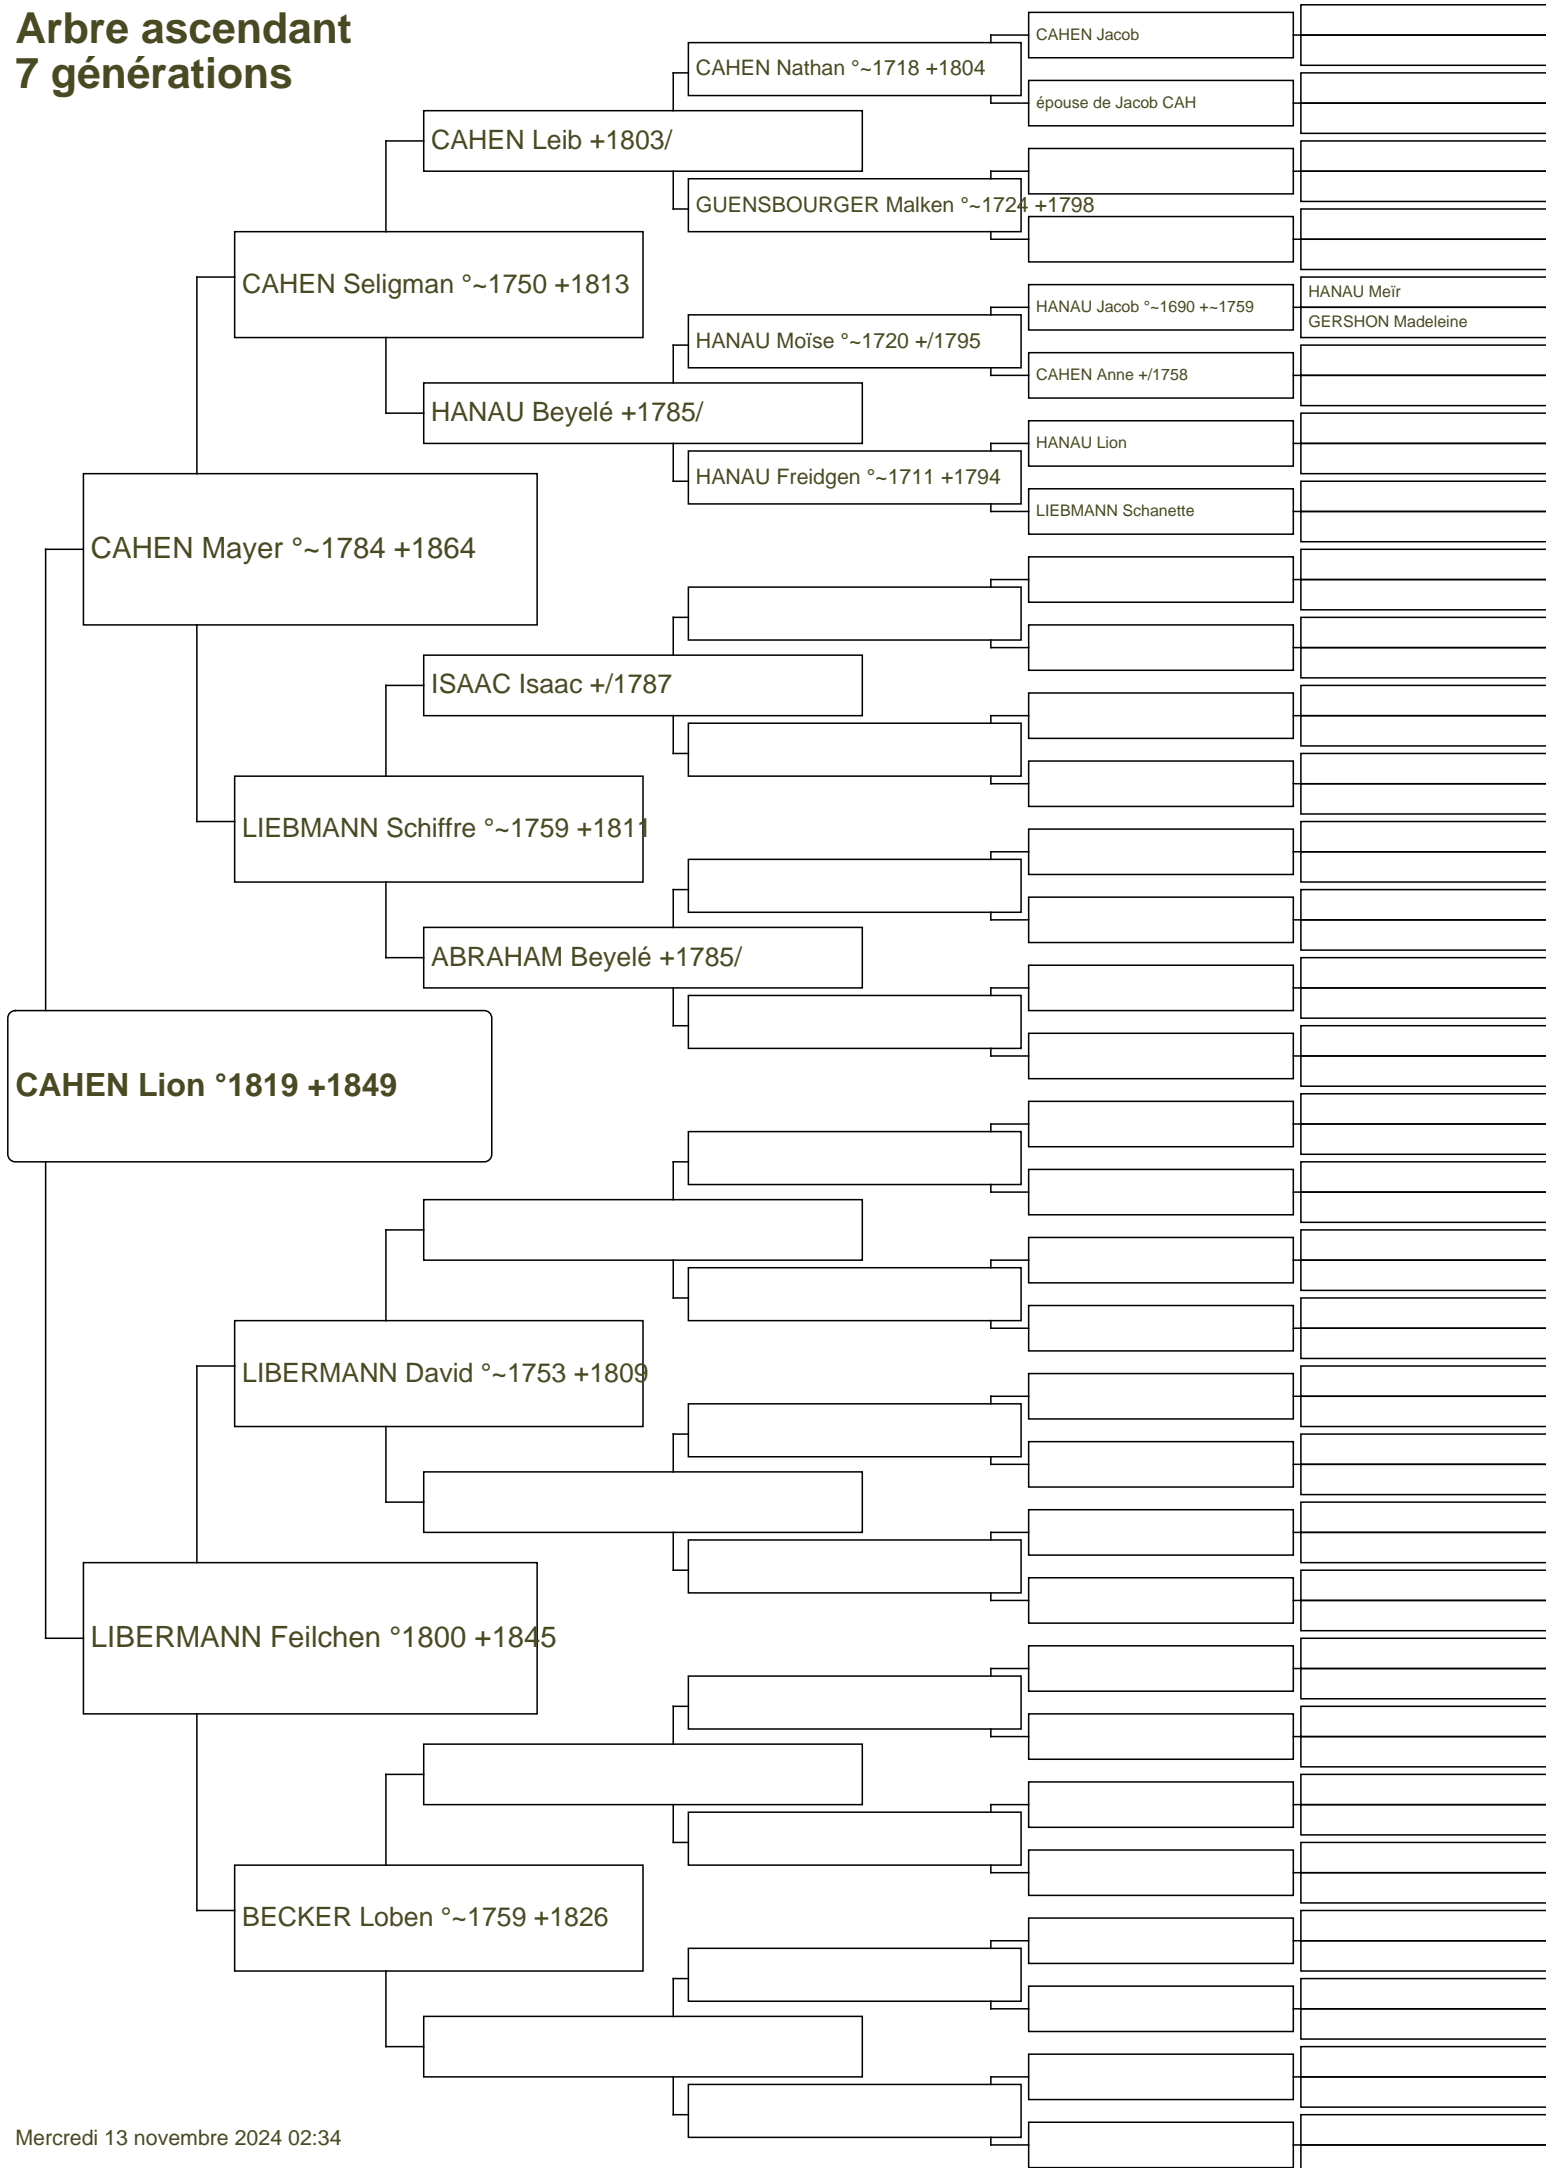 Arbre ascendant
7 générations
CAHEN Jacob
CAHEN Nathan °~1718 +1804
épouse de Jacob CAH
CAHEN Leib +1803/
GUENSBOURGER Malken °~1724 +1798
CAHEN Seligman °~1750 +1813
HANAU Meïr
HANAU Jacob °~1690 +~1759
GERSHON Madeleine
HANAU Moïse °~1720 +/1795
CAHEN Anne +/1758
HANAU Beyelé +1785/
HANAU Lion
HANAU Freidgen °~1711 +1794
LIEBMANN Schanette
CAHEN Mayer °~1784 +1864
ISAAC Isaac +/1787
LIEBMANN Schiffre °~1759 +1811
ABRAHAM Beyelé +1785/
CAHEN Lion °1819 +1849
LIBERMANN David °~1753 +1809
LIBERMANN Feilchen °1800 +1845
BECKER Loben °~1759 +1826
Mercredi 13 novembre 2024 02:34